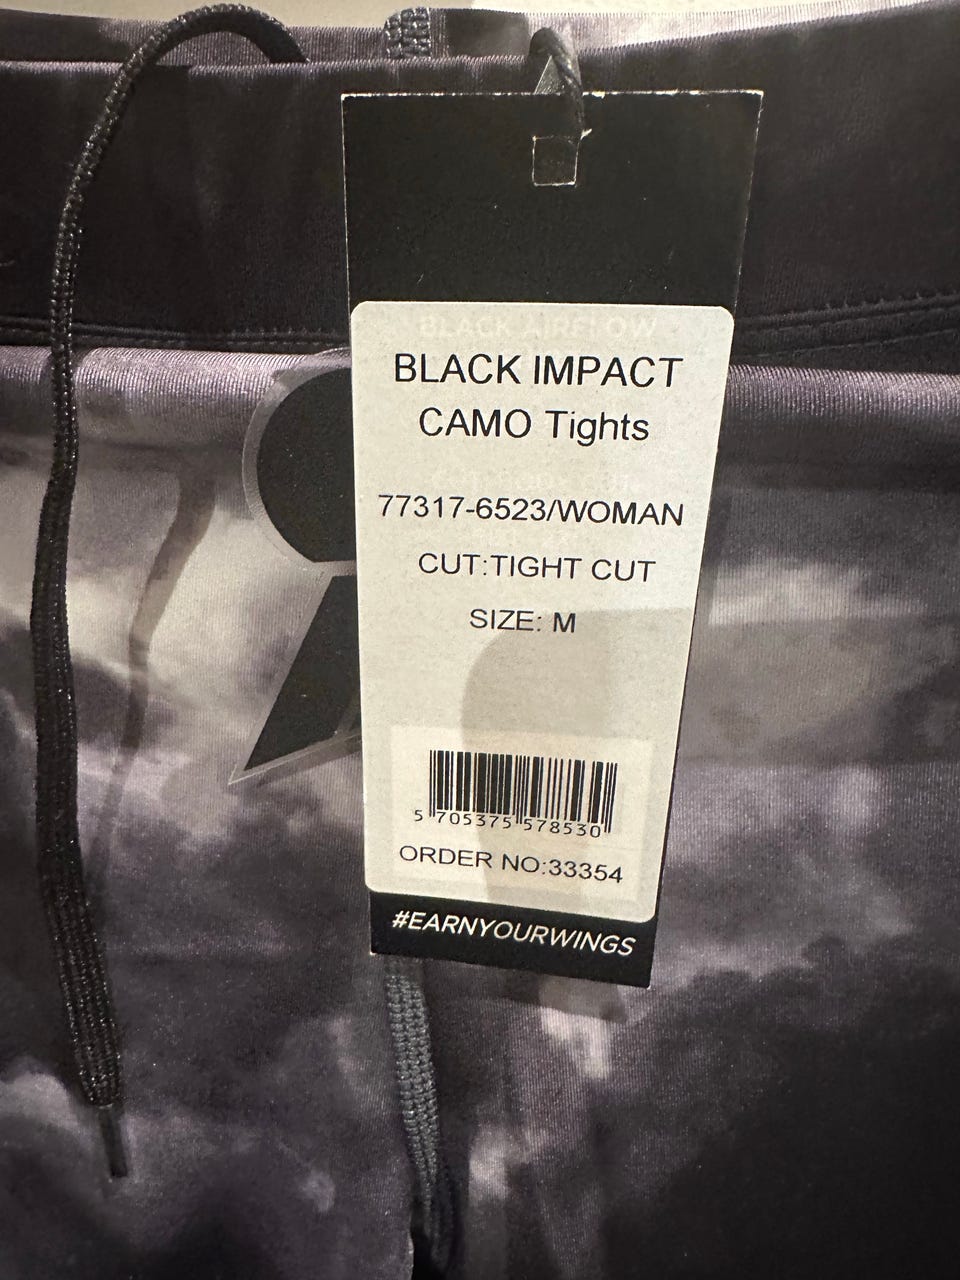 BLACK AIRFLOW
BLACK IMPACT
CAMO Tights
77317-6523/WOMAN
CUT:TIGHT CUT
SIZE: M
5 705375 578530
ORDER NO:33354
#EARNYOURWINGS